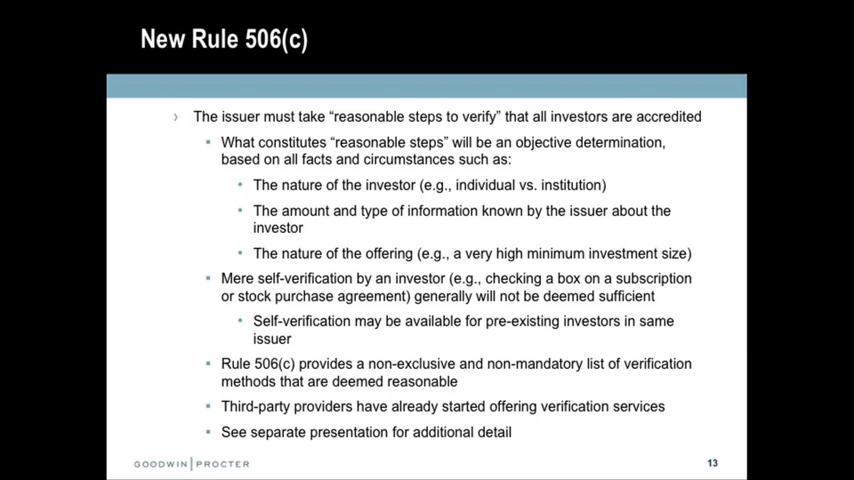 New Rule 506(c)
› The issuer must take “reasonable steps to verify” that all investors are accredited
▪ What constitutes “reasonable steps” will be an objective determination,
based on all facts and circumstances such as:
• The nature of the investor (e.g., individual vs. institution)
• The amount and type of information known by the issuer about the
investor
• The nature of the offering (e.g., a very high minimum investment size)
▪ Mere self-verification by an investor (e.g., checking a box on a subscription
or stock purchase agreement) generally will not be deemed sufficient
• Self-verification may be available for pre-existing investors in same
issuer
▪ Rule 506(c) provides a non-exclusive and non-mandatory list of verification
methods that are deemed reasonable
▪ Third-party providers have already started offering verification services
▪ See separate presentation for additional detail
GOODWIN | PROCTER 13